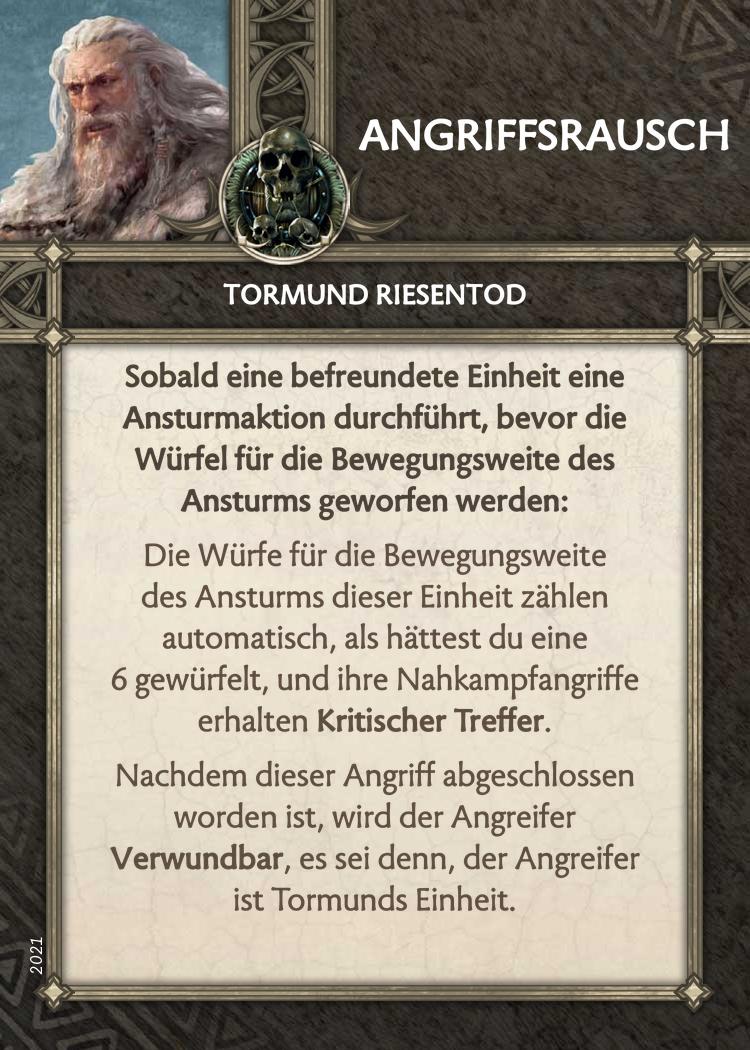 ANGRIFFSRAUSCH
TORMUND RIESENTOD
Sobald eine befreundete Einheit eine
Ansturmaktion durchführt, bevor die
Würfel für die Bewegungsweite des
Ansturms geworfen werden:
Die Würfe für die Bewegungsweite
des Ansturms dieser Einheit zählen
automatisch, als hättest du eine
6 gewürfelt, und ihre Nahkampfangriffe
erhalten Kritischer Treffer.
Nachdem dieser Angriff abgeschlossen
worden ist, wird der Angreifer
Verwundbar, es sei denn, der Angreifer
ist Tormunds Einheit.
2021